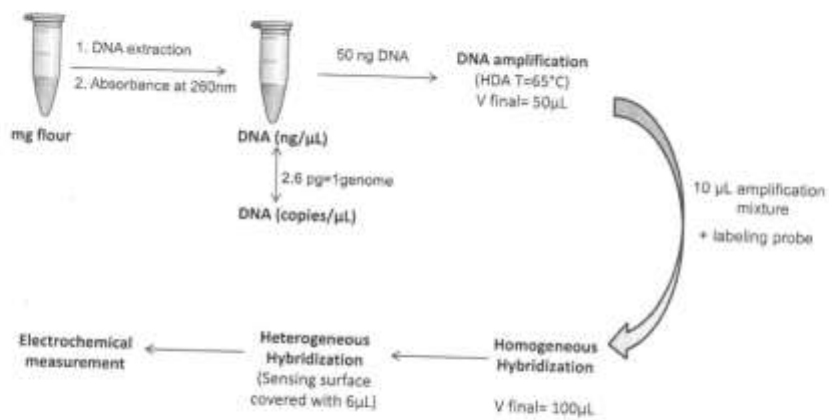 1. DNA extraction
2. Absorbance at 260nm
mg flour
DNA (ng/µL)
2.6 pg=1genome
DNA (copies/µL)
50 ng DNA
DNA amplification
(HDA T=65°C)
V final= 50µL
10 µL amplification
mixture
+ labeling probe
Homogeneous
Hybridization
V final= 100µL
Heterogeneous
Hybridization
(Sensing surface
covered with 6µL)
Electrochemical
measurement